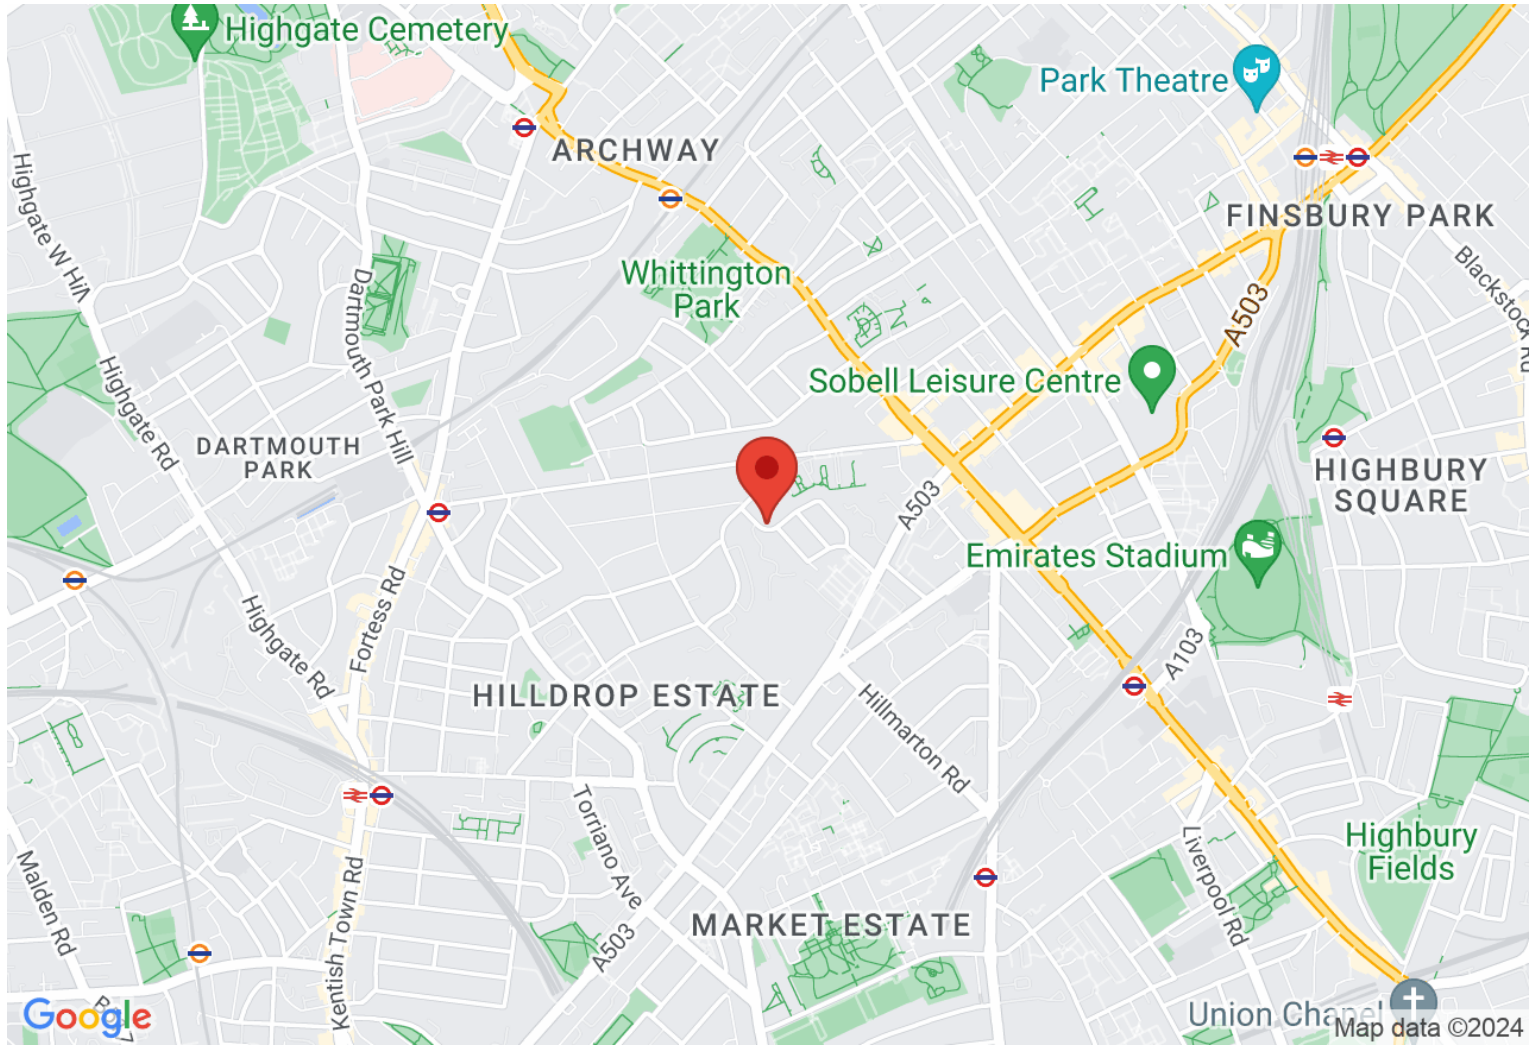 Highgate Cemetery
Park Theatre
ARCHWAY
Highgate W Hill
FINSBURY PARK
Whittington
Park
Dartmouth Park Hill
Blackstock Rd
A503
Highgate Rd
Sobell Leisure Centre
DARTMOUTH
PARK
HIGHBURY
SQUARE
A503
Emirates Stadium
Fortess Rd
Highgate Rd
A103
HILLDROP ESTATE
Hillmarton Rd
Torriano Ave
Liverpool Rd
Highbury
Fields
Malden Rd
Kentish Town Rd
MARKET ESTATE
A503
Google
Union Chapel
Map data ©2024